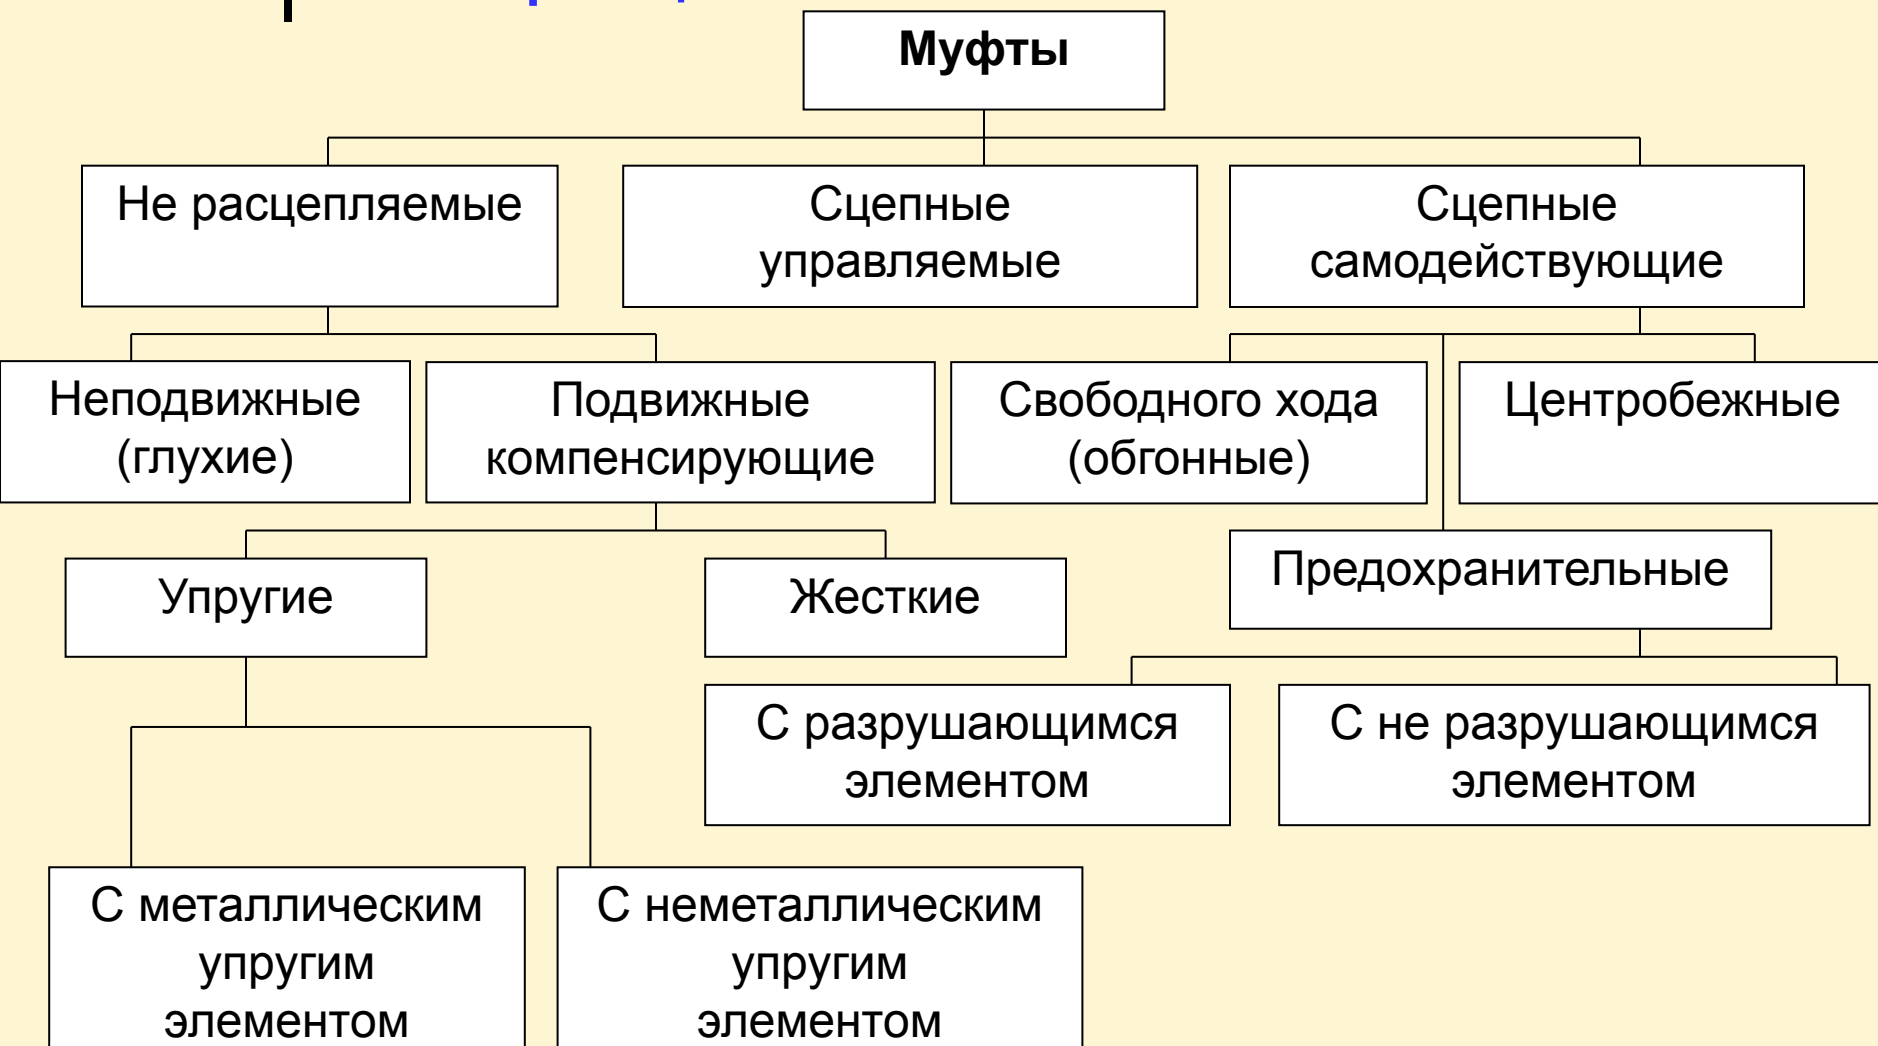 Муфты
Не расцепляемые
Сцепные
управляемые
Сцепные
самодействующие
Неподвижные
(глухие)
Подвижные
компенсирующие
Свободного хода
(обгонные)
Центробежные
Упругие
Жесткие
Предохранительные
С разрушающимся
элементом
С не разрушающимся
элементом
С металлическим
упругим
элементом
С неметаллическим
упругим
элементом